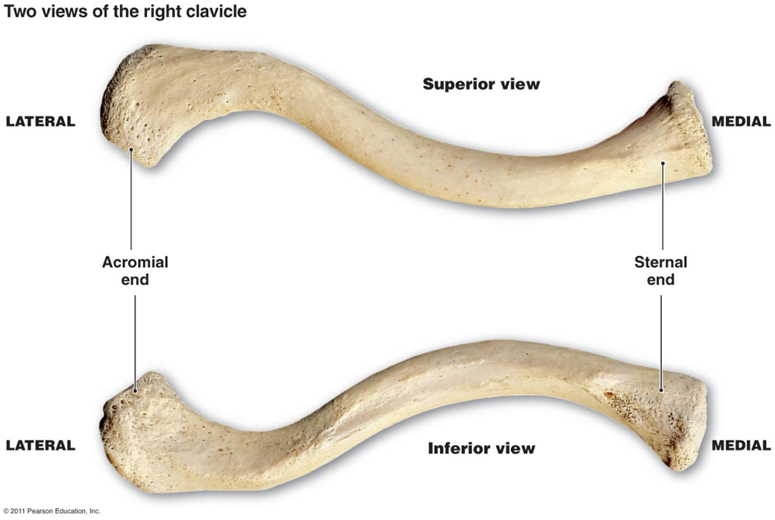 Two views of the right clavicle
Superior view
LATERAL
MEDIAL
Acromial
end
Sternal
end
LATERAL
Inferior view
MEDIAL
© 2011 Pearson Education, Inc.